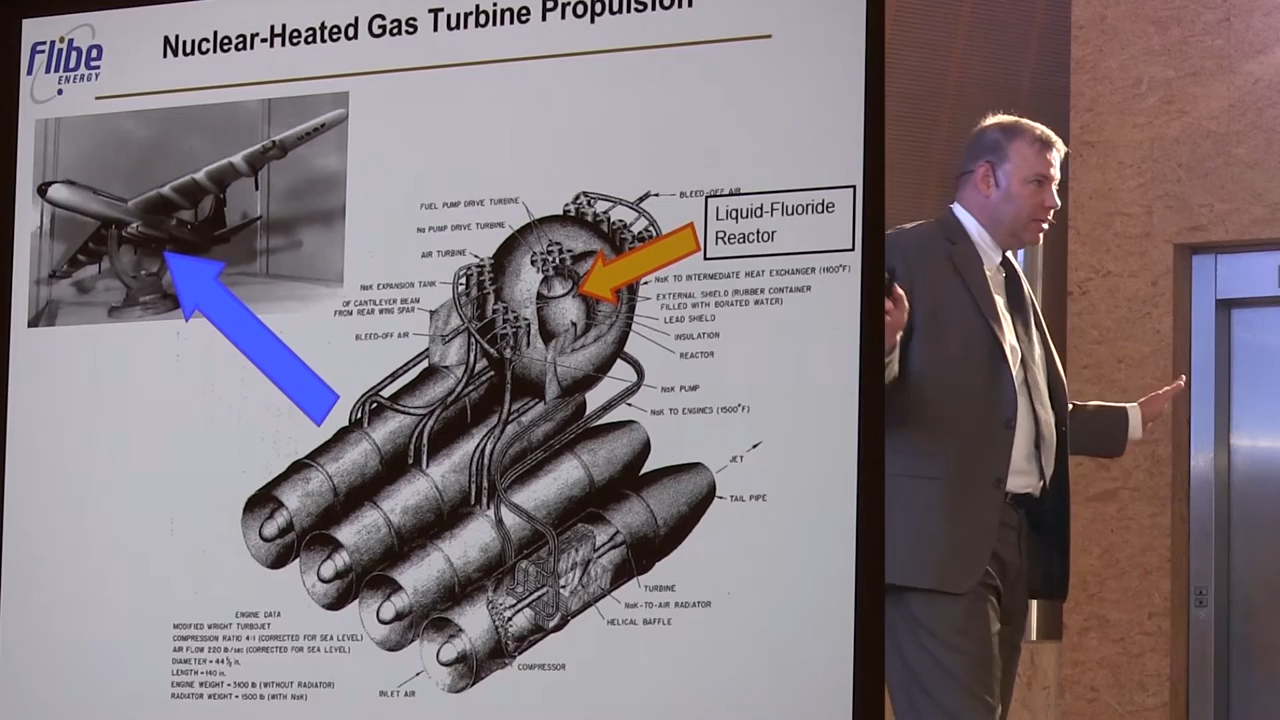 Nuclear-Heated Gas Turbine Propulsion
Flibe
ENERGY
USAF
BLEED-OFF AIR
FUEL PUMP DRIVE TURBINE
Na PUMP DRIVE TURBINE
AIR TURBINE
NaK EXPANSION TANK
OF CANTILEVER BEAM
FROM REAR WING SPAR
BLEED-OFF AIR
Liquid-Fluoride
Reactor
NaK TO INTERMEDIATE HEAT EXCHANGER (1100°F)
EXTERNAL SHIELD (RUBBER CONTAINER
FILLED WITH BORATED WATER)
LEAD SHIELD
INSULATION
REACTOR
NaK PUMP
NaK TO ENGINES (1500°F)
JET
TAIL PIPE
TURBINE
NaK-TO-AIR RADIATOR
HELICAL BAFFLE
COMPRESSOR
INLET AIR
ENGINE DATA
MODIFIED WRIGHT TURBOJET
COMPRESSION RATIO 4:1 (CORRECTED FOR SEA LEVEL)
AIR FLOW 220 lb/sec (CORRECTED FOR SEA LEVEL)
DIAMETER = 44 1/2 in.
LENGTH = 140 in.
ENGINE WEIGHT = 3100 lb (WITHOUT RADIATOR)
RADIATOR WEIGHT = 1500 lb (WITH NaK)